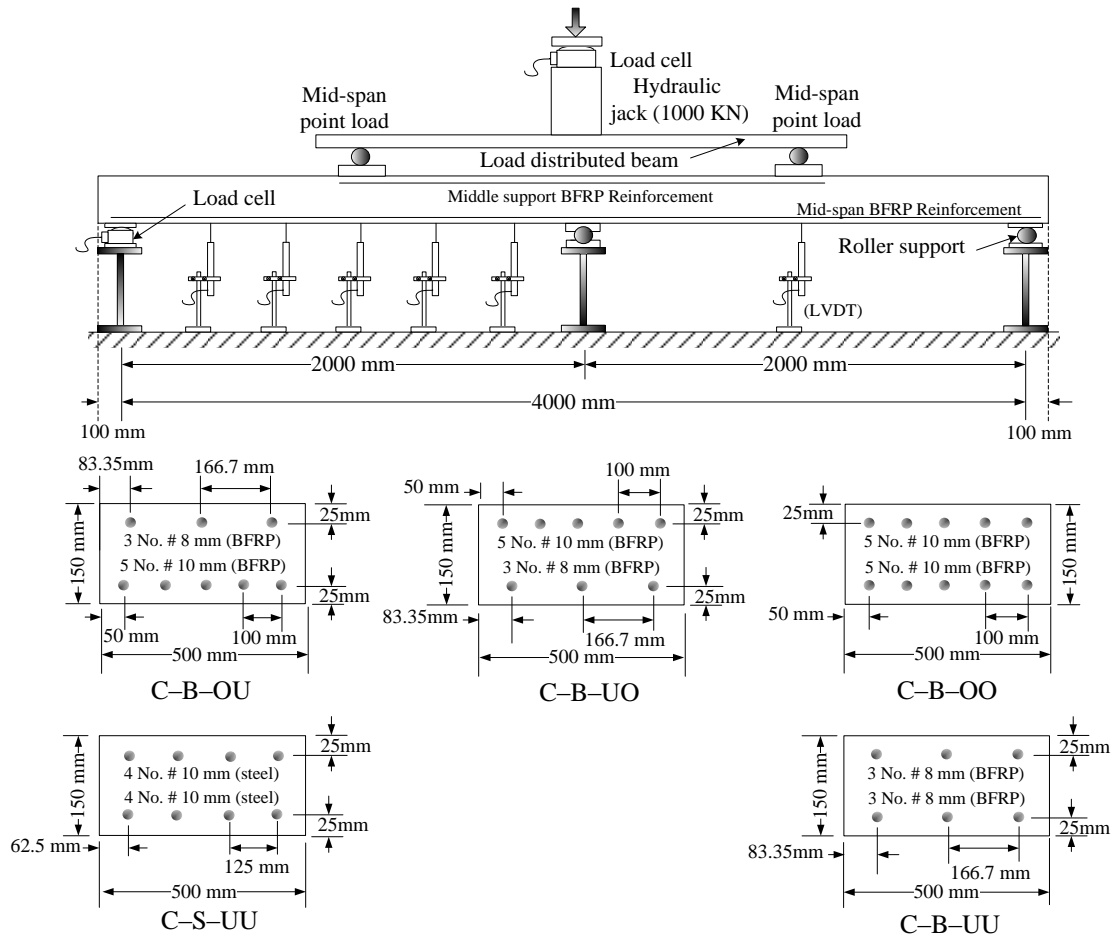 Load cell
Hydraulic
jack (1000 KN)
Mid-span
point load
Mid-span
point load
Load distributed beam
Middle support BFRP Reinforcement
Load cell
Mid-span BFRP Reinforcement
Roller support
(LVDT)
2000 mm
2000 mm
4000 mm
100 mm
100 mm
83.35mm
166.7 mm
25mm
150 mm
3 No. # 8 mm (BFRP)
5 No. # 10 mm (BFRP)
25mm
50 mm
100 mm
500 mm
C–B–OU
50 mm
100 mm
25mm
150 mm
5 No. # 10 mm (BFRP)
3 No. # 8 mm (BFRP)
25mm
83.35mm
166.7 mm
500 mm
C–B–UO
25mm
5 No. # 10 mm (BFRP)
5 No. # 10 mm (BFRP)
150 mm
50 mm
100 mm
500 mm
C–B–OO
25mm
150 mm
4 No. # 10 mm (steel)
4 No. # 10 mm (steel)
25mm
62.5 mm
125 mm
500 mm
C–S–UU
25mm
150 mm
3 No. # 8 mm (BFRP)
3 No. # 8 mm (BFRP)
25mm
83.35mm
166.7 mm
500 mm
C–B–UU